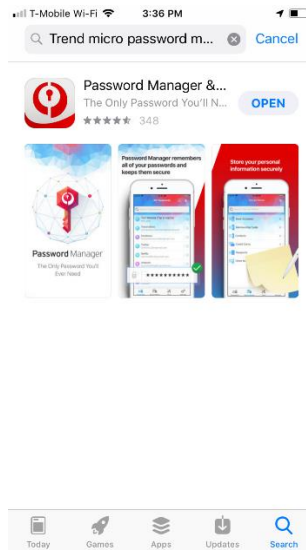 T-Mobile Wi-Fi 3:36 PM
Trend micro password m... Cancel
Password Manager &...
The Only Password You'll N...
OPEN
348
Password Manager
The Only Password You'll
Ever Need
Password Manager remembers
all of your passwords and
keeps them secure
Store your personal
information securely
Today Games Apps Updates Search